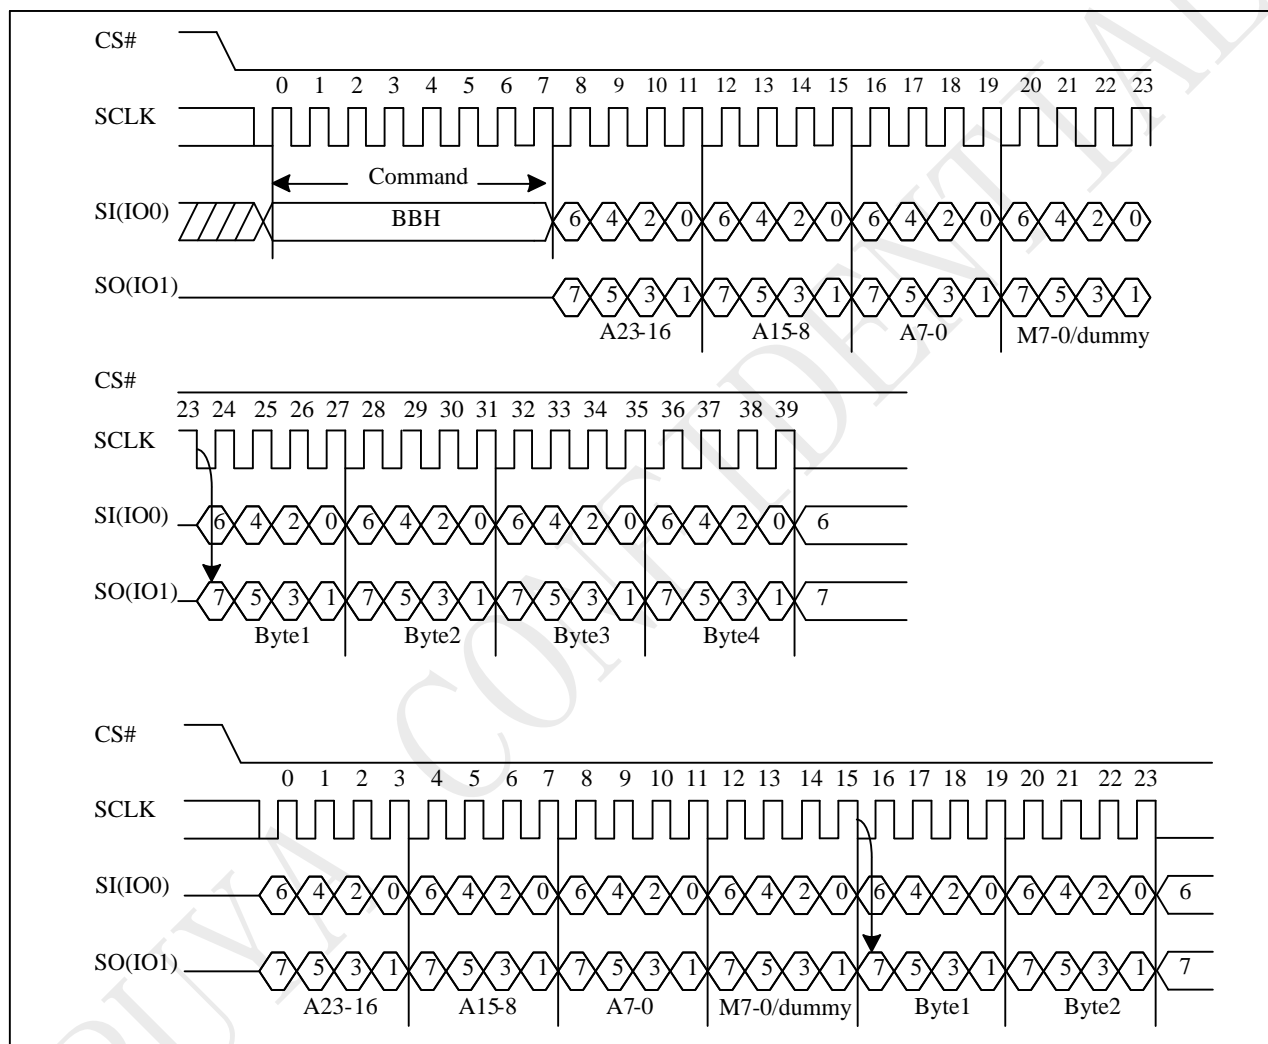 CS#
0 1 2 3 4 5 6 7 8 9 10 11 12 13 14 15 16 17 18 19 20 21 22 23
SCLK
Command
SI(IO0) BBH 6 4 2 0 6 4 2 0 6 4 2 0 6 4 2 0
SO(IO1) 7 5 3 1 7 5 3 1 7 5 3 1 7 5 3 1
A23-16 A15-8 A7-0 M7-0/dummy
CS#
23 24 25 26 27 28 29 30 31 32 33 34 35 36 37 38 39
SCLK
SI(IO0) 6 4 2 0 6 4 2 0 6 4 2 0 6 4 2 0 6
SO(IO1) 7 5 3 1 7 5 3 1 7 5 3 1 7 5 3 1 7
Byte1 Byte2 Byte3 Byte4
CS#
0 1 2 3 4 5 6 7 8 9 10 11 12 13 14 15 16 17 18 19 20 21 22 23
SCLK
SI(IO0) 6 4 2 0 6 4 2 0 6 4 2 0 6 4 2 0 6 4 2 0 6 4 2 0 6
SO(IO1) 7 5 3 1 7 5 3 1 7 5 3 1 7 5 3 1 7 5 3 1 7 5 3 1 7
A23-16 A15-8 A7-0 M7-0/dummy Byte1 Byte2
PUYA CONFIDENTIAL